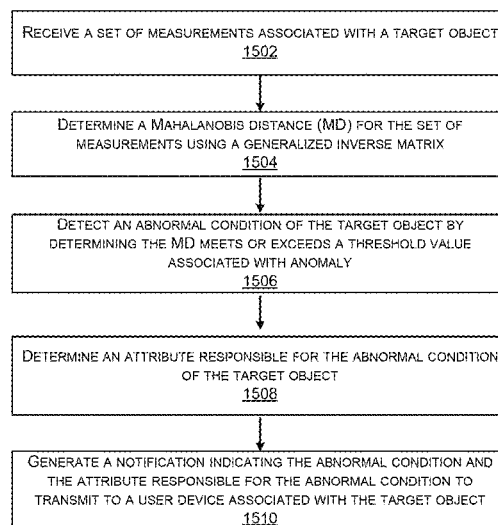 RECEIVE A SET OF MEASUREMENTS ASSOCIATED WITH A TARGET OBJECT
1502
DETERMINE A MAHALANOBIS DISTANCE (MD) FOR THE SET OF
MEASUREMENTS USING A GENERALIZED INVERSE MATRIX
1504
DETECT AN ABNORMAL CONDITION OF THE TARGET OBJECT BY
DETERMINING THE MD MEETS OR EXCEEDS A THRESHOLD VALUE
ASSOCIATED WITH ANOMALY
1506
DETERMINE AN ATTRIBUTE RESPONSIBLE FOR THE ABNORMAL CONDITION
OF THE TARGET OBJECT
1508
GENERATE A NOTIFICATION INDICATING THE ABNORMAL CONDITION AND
THE ATTRIBUTE RESPONSIBLE FOR THE ABNORMAL CONDITION TO
TRANSMIT TO A USER DEVICE ASSOCIATED WITH THE TARGET OBJECT
1510